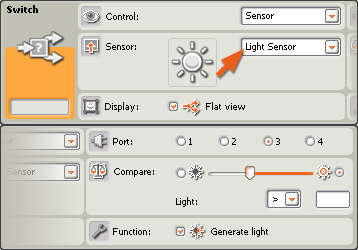 Switch
Control:
Sensor
Sensor:
Light Sensor
Display:
Flat view
Port:
1
2
3
4
Sensor
Compare:
Light:
>
Function:
Generate light